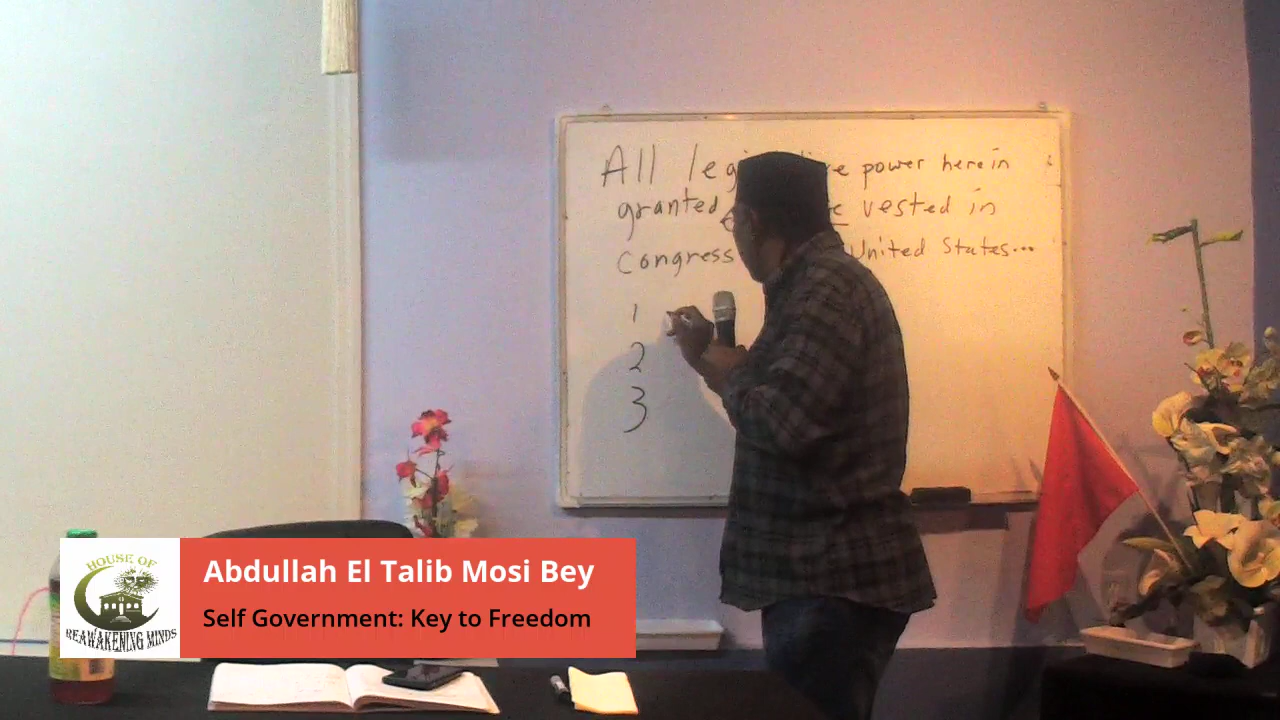 All power herein
granted vested in
Congress United States...
1
2
3
HOUSE OF
REAWAKENING MINDS
Abdullah El Talib Mosi Bey
Self Government: Key to Freedom